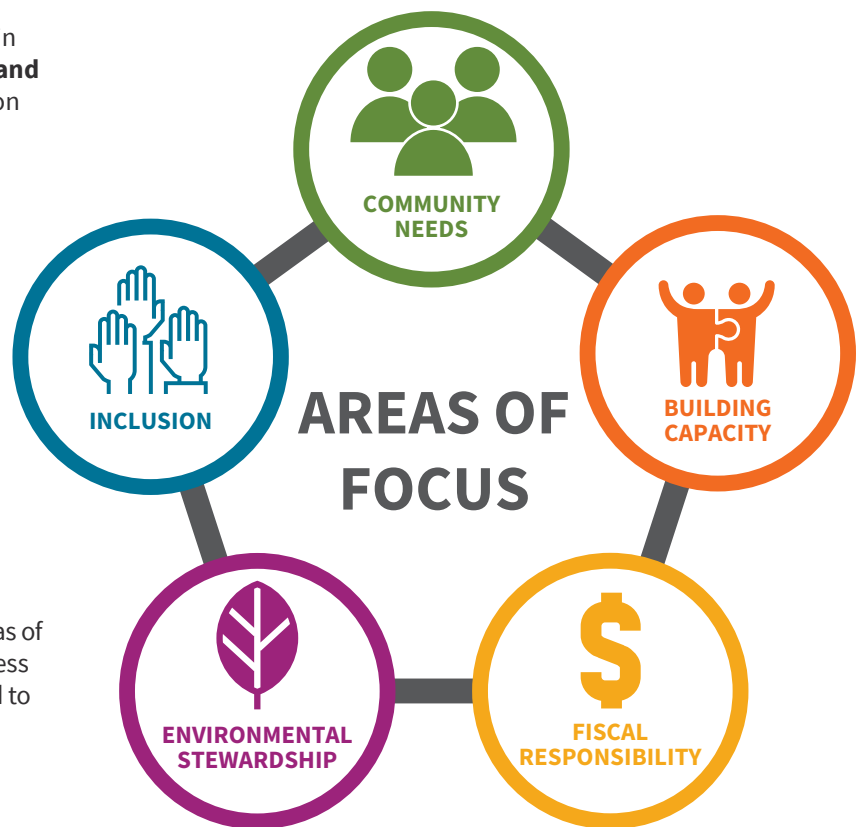 n
and
on
COMMUNITY
NEEDS
INCLUSION
BUILDING
CAPACITY
AREAS OF
FOCUS
as of
ess
l to
ENVIRONMENTAL
STEWARDSHIP
FISCAL
RESPONSIBILITY